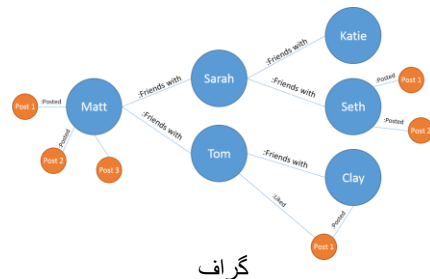 Katie
:Friends with
Sarah
:Friends with
:Friends with
Seth
:Posted
Post 1
:Posted
Post 2
Matt
:Posted
Post 1
:Posted
Post 2
Post 3
:Friends with
Tom
:Friends with
Clay
:Liked
:Posted
Post 1
گراف